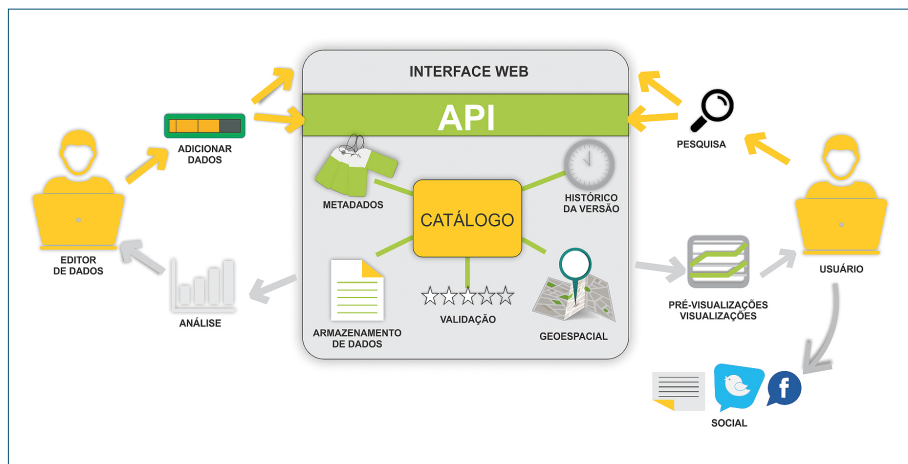 INTERFACE WEB
API
ADICIONAR
DADOS
PESQUISA
METADADOS
HISTÓRICO
DA VERSÃO
CATÁLOGO
EDITOR
DE DADOS
USUÁRIO
ANÁLISE
ARMAZENAMENTO
DE DADOS
VALIDAÇÃO
GEOESPACIAL
PRÉ-VISUALIZAÇÕES
VISUALIZAÇÕES
f
SOCIAL